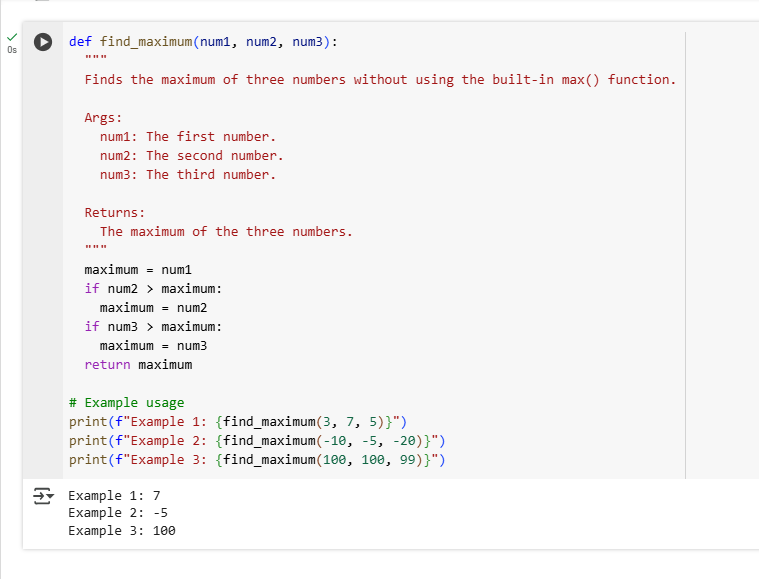 0s
def find_maximum(num1, num2, num3):
  """
  Finds the maximum of three numbers without using the built-in max() function.

  Args:
    num1: The first number.
    num2: The second number.
    num3: The third number.

  Returns:
    The maximum of the three numbers.
  """
  maximum = num1
  if num2 > maximum:
    maximum = num2
  if num3 > maximum:
    maximum = num3
  return maximum

# Example usage
print(f"Example 1: {find_maximum(3, 7, 5)}")
print(f"Example 2: {find_maximum(-10, -5, -20)}")
print(f"Example 3: {find_maximum(100, 100, 99)}")
Example 1: 7
Example 2: -5
Example 3: 100